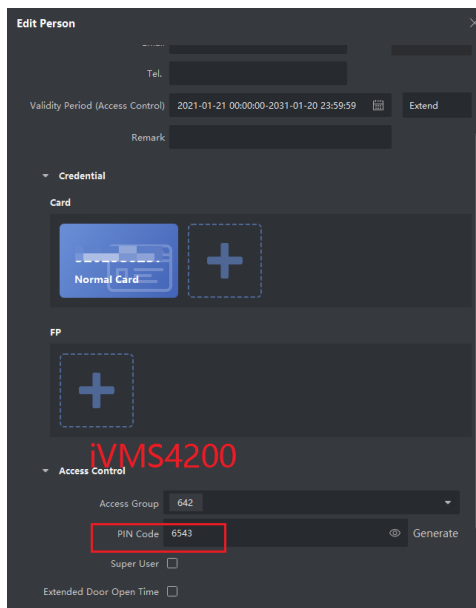 Edit Person
Tel.
Validity Period (Access Control) 2021-01-21 00:00:00-2031-01-20 23:59:59 Extend
Remark
Credential
Card
Normal Card
FP
iVMS4200
Access Control
Access Group 642
PIN Code 6543 Generate
Super User
Extended Door Open Time